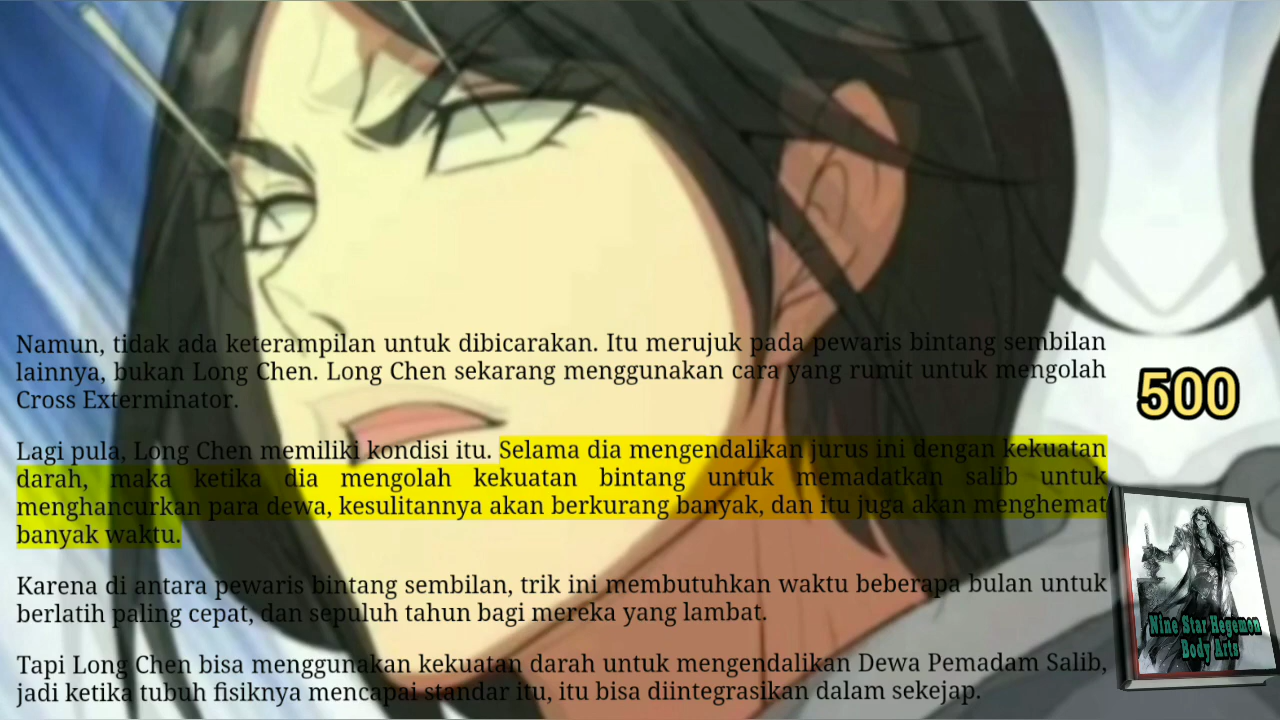 Namun, tidak ada keterampilan untuk dibicarakan. Itu merujuk pada pewaris bintang sembilan
lainnya, bukan Long Chen. Long Chen sekarang menggunakan cara yang rumit untuk mengolah
Cross Exterminator.
Lagi pula, Long Chen memiliki kondisi itu. Selama dia mengendalikan jurus ini dengan kekuatan
darah, maka ketika dia mengolah kekuatan bintang untuk memadatkan salib untuk
menghancurkan para dewa, kesulitannya akan berkurang banyak, dan itu juga akan menghemat
banyak waktu.
Karena di antara pewaris bintang sembilan, trik ini membutuhkan waktu beberapa bulan untuk
berlatih paling cepat, dan sepuluh tahun bagi mereka yang lambat.
Tapi Long Chen bisa menggunakan kekuatan darah untuk mengendalikan Dewa Pemadam Salib,
jadi ketika tubuh fisiknya mencapai standar itu, itu bisa diintegrasikan dalam sekejap.
500
Nine Star Hegemon
Body Arts